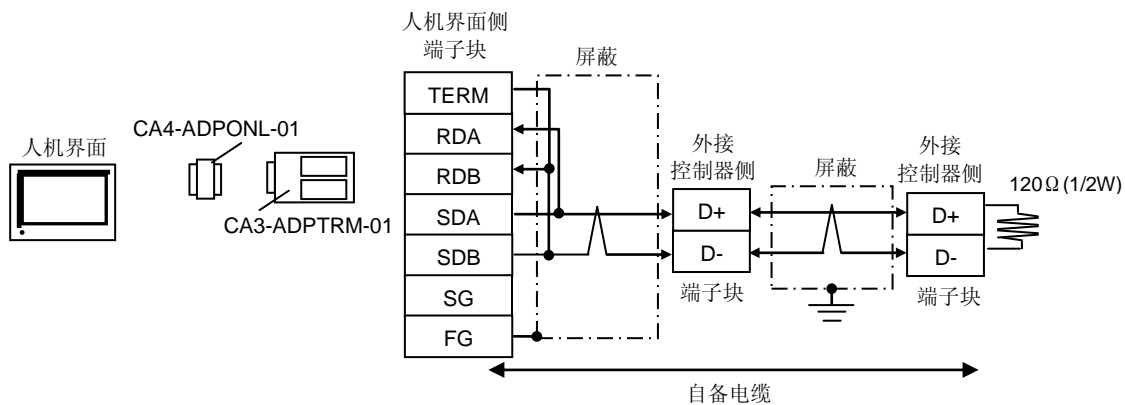 人机界面
CA4-ADPONL-01
CA3-ADPTRM-01
人机界面侧
端子块
TERM
RDA
RDB
SDA
SDB
SG
FG
屏蔽
外接
控制器侧
D+
D-
端子块
屏蔽
外接
控制器侧
D+
D-
端子块
120Ω(1/2W)
自备电缆